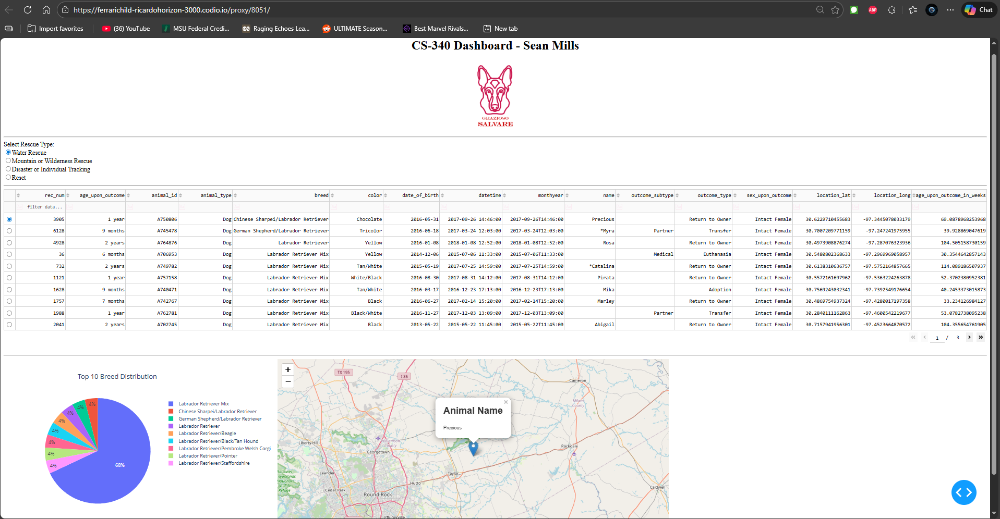 https://ferrarichild-ricardohorizon-3000.codio.io/proxy/8051/
ABP
Chat
Import favorites
(36) YouTube
MSU Federal Credi...
Raging Echoes Lea...
ULTIMATE Season...
Best Marvel Rivals...
New tab
CS-340 Dashboard - Sean Mills
GRAZIOSO
SALVARE
Select Rescue Type:
Water Rescue
Mountain or Wilderness Rescue
Disaster or Individual Tracking
Reset
rec_num age_upon_outcome animal_id animal_type breed color date_of_birth datetime monthyear name outcome_subtype outcome_type sex_upon_outcome location_lat location_long age_upon_outcome_in_weeks
filter data...
3905 1 year A750806 Dog Chinese Sharpei/Labrador Retriever Chocolate 2016-05-31 2017-09-26 14:46:00 2017-09-26T14:46:00 Precious Return to Owner Intact Female 30.6229710455683 -97.3445078033179 69.0878968253968
6128 9 months A745478 Dog German Shepherd/Labrador Retriever Tricolor 2016-06-18 2017-03-24 12:03:00 2017-03-24T12:03:00 *Myra Partner Transfer Intact Female 30.7007209771159 -97.247241975955 39.928869047619
4928 2 years A764876 Dog Labrador Retriever Yellow 2016-01-08 2018-01-08 12:52:00 2018-01-08T12:52:00 Rosa Return to Owner Intact Female 30.4973908876274 -97.287076323936 104.505158730159
36 6 months A706953 Dog Labrador Retriever Mix Yellow 2014-12-06 2015-07-06 11:33:00 2015-07-06T11:33:00 Medical Euthanasia Intact Female 30.5480802368633 -97.2969969058957 30.3544642857143
732 2 years A749782 Dog Labrador Retriever Mix Tan/White 2015-05-19 2017-07-25 14:59:00 2017-07-25T14:59:00 *Catalina Return to Owner Intact Female 30.6138310636757 -97.5752164857665 114.089186507937
1121 1 year A757158 Dog Labrador Retriever Mix White/Black 2016-08-30 2017-08-31 14:12:00 2017-08-31T14:12:00 Pirata Return to Owner Intact Female 30.5572161697962 -97.5363224263878 52.3702380952381
1628 9 months A740471 Dog Labrador Retriever Mix Tan/White 2016-03-17 2016-12-23 17:13:00 2016-12-23T17:13:00 Mika Adoption Intact Female 30.7569243032341 -97.7392549176654 40.2453373015873
1757 7 months A742767 Dog Labrador Retriever Mix Black 2016-06-27 2017-02-14 15:20:00 2017-02-14T15:20:00 Marley Return to Owner Intact Female 30.4869754937324 -97.4280017197358 33.234126984127
1988 1 year A762781 Dog Labrador Retriever Mix Black/White 2016-11-27 2017-12-03 13:09:00 2017-12-03T13:09:00 Partner Transfer Intact Female 30.2840111162863 -97.4600542219677 53.0782738095238
2041 2 years A702745 Dog Labrador Retriever Mix Black 2013-05-22 2015-05-22 11:45:00 2015-05-22T11:45:00 Abigail Return to Owner Intact Female 30.7157941956301 -97.4523664870572 104.355654761905
1 / 3
Top 10 Breed Distribution
4%
4%
4%
4%
4%
4%
4%
4%
68%
Labrador Retriever Mix
Chinese Sharpei/Labrador Retriever
German Shepherd/Labrador Retriever
Labrador Retriever
Labrador Retriever/Beagle
Labrador Retriever/Black/Tan Hound
Labrador Retriever/Pembroke Welsh Corgi
Labrador Retriever/Pointer
Labrador Retriever/Staffordshire
+
−
TX 195
I 35
Cameron
Milam
County
Animal Name
Precious
Liberty Hill
Williamson
County
Georgetown
Rockdale
Leander
Taylor
Balcones
Canyonlands
National
Wildlife
Refuge
Hutto
Cedar Park
Round Rock
Caldwell
Pflugerville